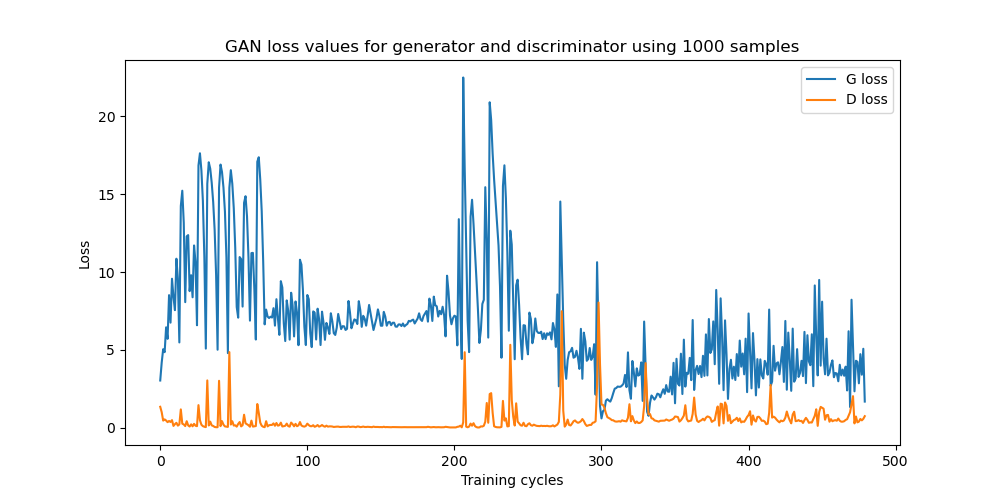 GAN loss values for generator and discriminator using 1000 samples
G loss
D loss
Loss
20
15
10
5
0
0 100 200 300 400 500
Training cycles